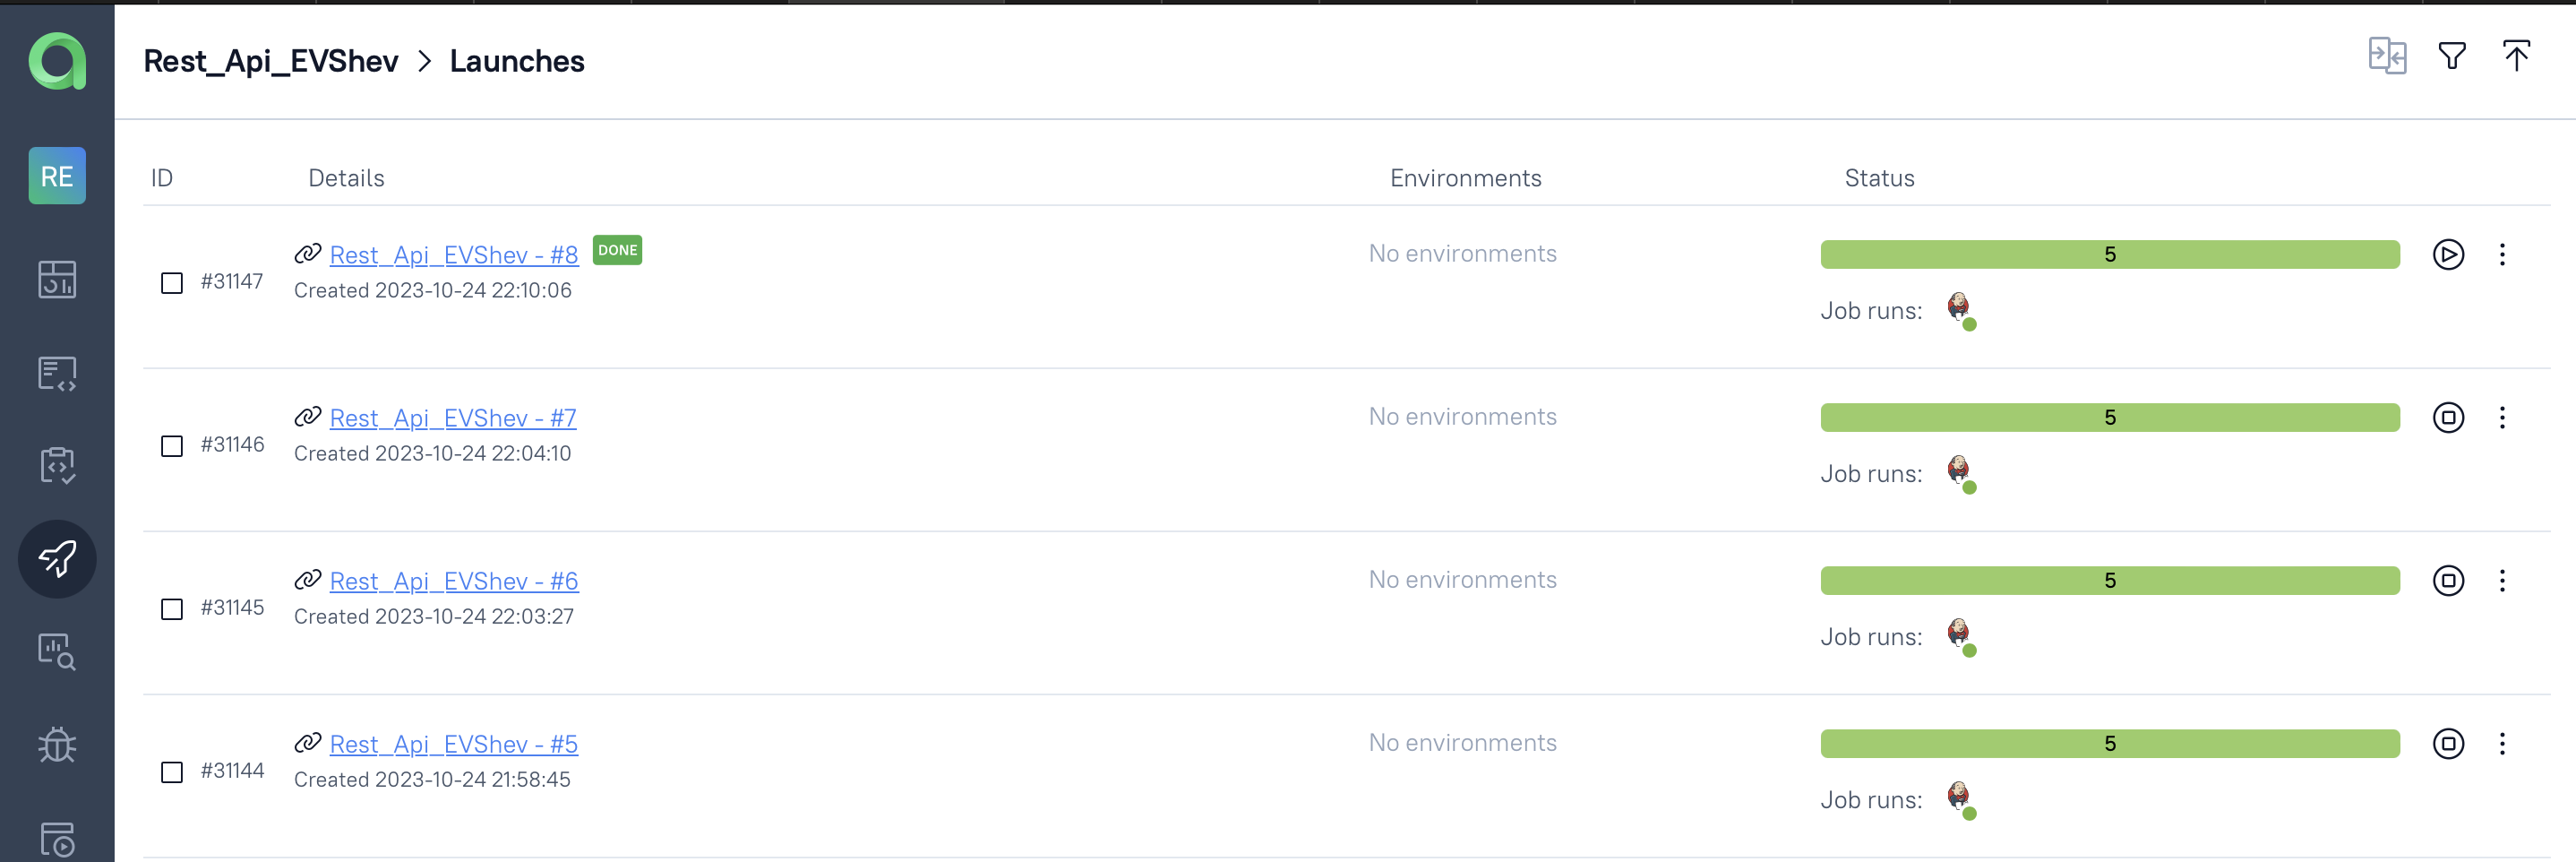 Rest_Api_EVShev > Launches
RE
ID Details Environments Status
Rest_Api_EVShev - #8 DONE No environments 5
#31147
Created 2023-10-24 22:10:06
Job runs:
Rest_Api_EVShev - #7 No environments 5
#31146
Created 2023-10-24 22:04:10
Job runs:
Rest_Api_EVShev - #6 No environments 5
#31145
Created 2023-10-24 22:03:27
Job runs:
Rest_Api_EVShev - #5 No environments 5
#31144
Created 2023-10-24 21:58:45
Job runs: